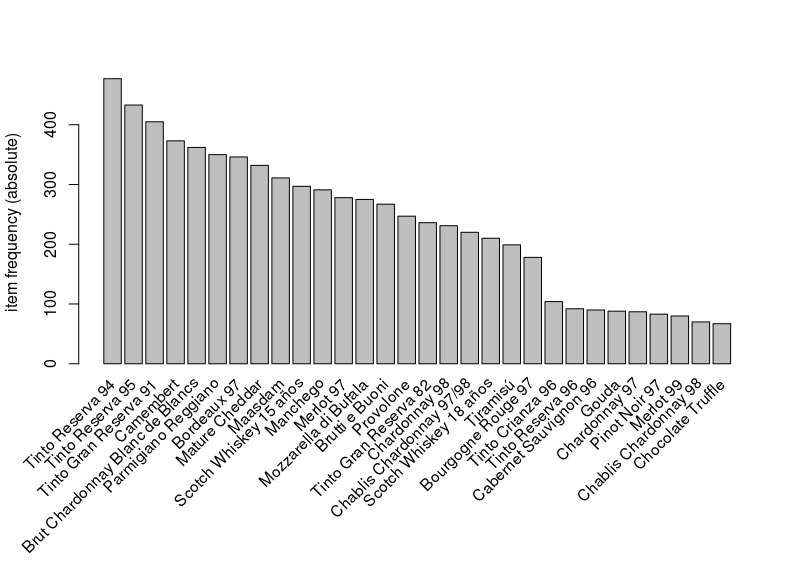 item frequency (absolute)
400
300
200
100
0
Tinto Reserva 94
Tinto Reserva 95
Tinto Gran Reserva 91
Camembert
Brut Chardonnay Blanc de Blancs
Parmigiano Reggiano
Bordeaux 97
Mature Cheddar
Maasdam
Scotch Whiskey 15 años
Manchego
Merlot 97
Mozzarella di Bufala
Brutti e Buoni
Provolone
Tinto Gran Reserva 82
Chardonnay 98
Chablis Chardonnay 97/98
Scotch Whiskey 18 años
Tiramisú
Bourgogne Rouge 97
Tinto Crianza 96
Tinto Reserva 96
Cabernet Sauvignon 96
Gouda
Chardonnay 97
Pinot Noir 97
Merlot 99
Chablis Chardonnay 98
Chocolate Truffle